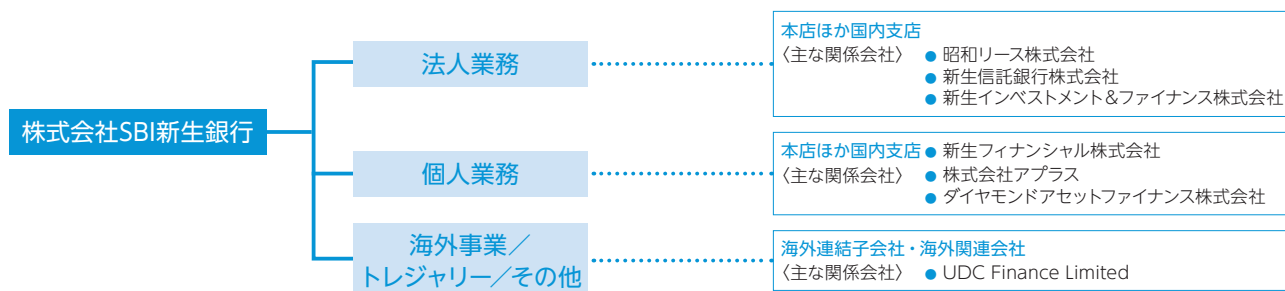 株式会社SBI新生銀行
法人業務
本店ほか国内支店
〈主な関係会社〉 ● 昭和リース株式会社
● 新生信託銀行株式会社
● 新生インベストメント&ファイナンス株式会社
個人業務
本店ほか国内支店 ● 新生フィナンシャル株式会社
〈主な関係会社〉 ● 株式会社アプラス
● ダイヤモンドアセットファイナンス株式会社
海外事業／
トレジャリー／その他
海外連結子会社・海外関連会社
〈主な関係会社〉 ● UDC Finance Limited